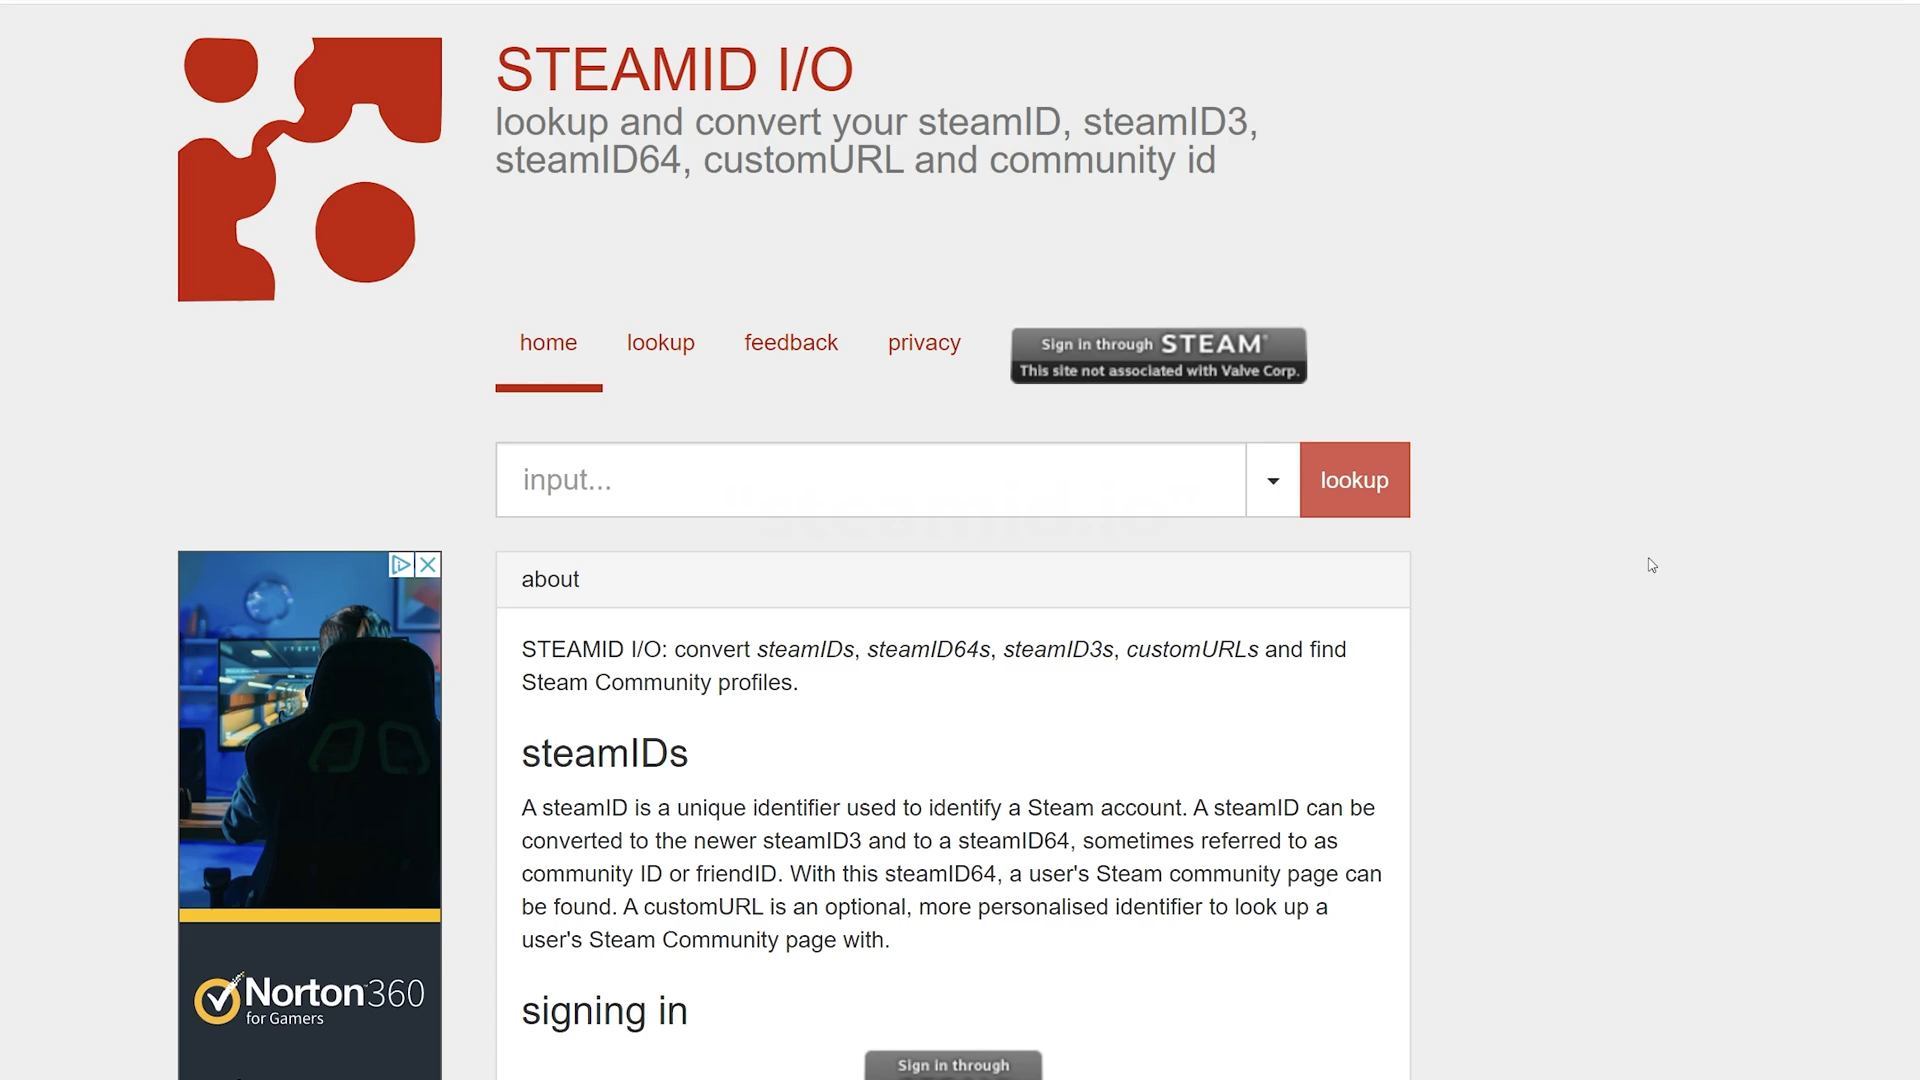 STEAMID I/O
lookup and convert your steamID, steamID3,
steamID64, customURL and community id
home
lookup
feedback
privacy
Sign in through STEAM®
This site not associated with Valve Corp.
input...
lookup
about
STEAMID I/O: convert steamIDs, steamID64s, steamID3s, customURLs and find
Steam Community profiles.
steamIDs
A steamID is a unique identifier used to identify a Steam account. A steamID can be
converted to the newer steamID3 and to a steamID64, sometimes referred to as
community ID or friendID. With this steamID64, a user's Steam community page can
be found. A customURL is an optional, more personalised identifier to look up a
user's Steam Community page with.
Norton 360
for Gamers
signing in
Sign in through